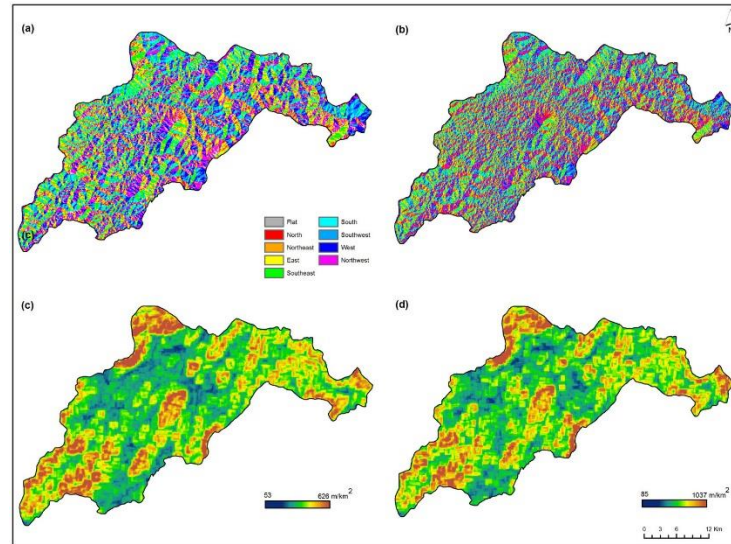 (a)
(b)
N
Flat
North
Northeast
East
Southeast
South
Southwest
West
Northwest
(c)
(c)
(d)
53 626 m/km2
85 1037 m/km2
0 3 6 12 Km